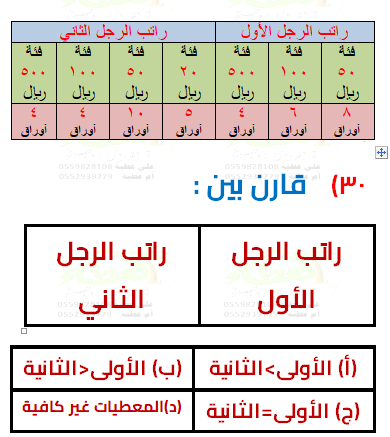 راتب الرجل الأول راتب الرجل الثاني
فئة فئة فئة فئة فئة فئة فئة
٥٠ ١٠٠ ٥٠٠ ٢٠ ٥٠ ١٠٠ ٥٠٠
ريال ريال ريال ريال ريال ريال
٨ ٦ ٤ ٥ ١٠ ٤ ٤
أوراق أوراق أوراق أوراق أوراق أوراق أوراق
٣٠) قارن بين :
راتب الرجل راتب الرجل
الأول الثاني
(أ) الأولى>الثانية (ب) الأولى<الثانية
(ح) الأولى=الثانية (د)المعطيات غير كافية